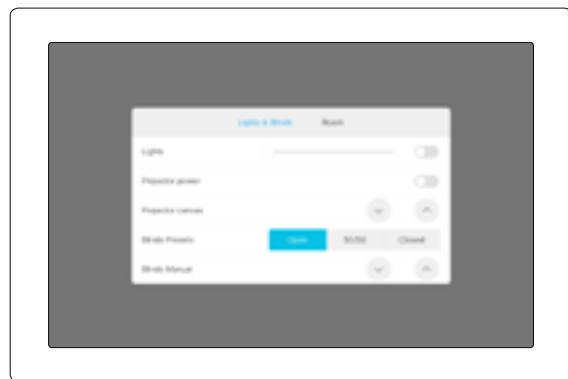 Lights & Blinds Room
Lights
Projector power
Projector canvas
Blinds Presets Open 50/50 Closed
Blinds Manual